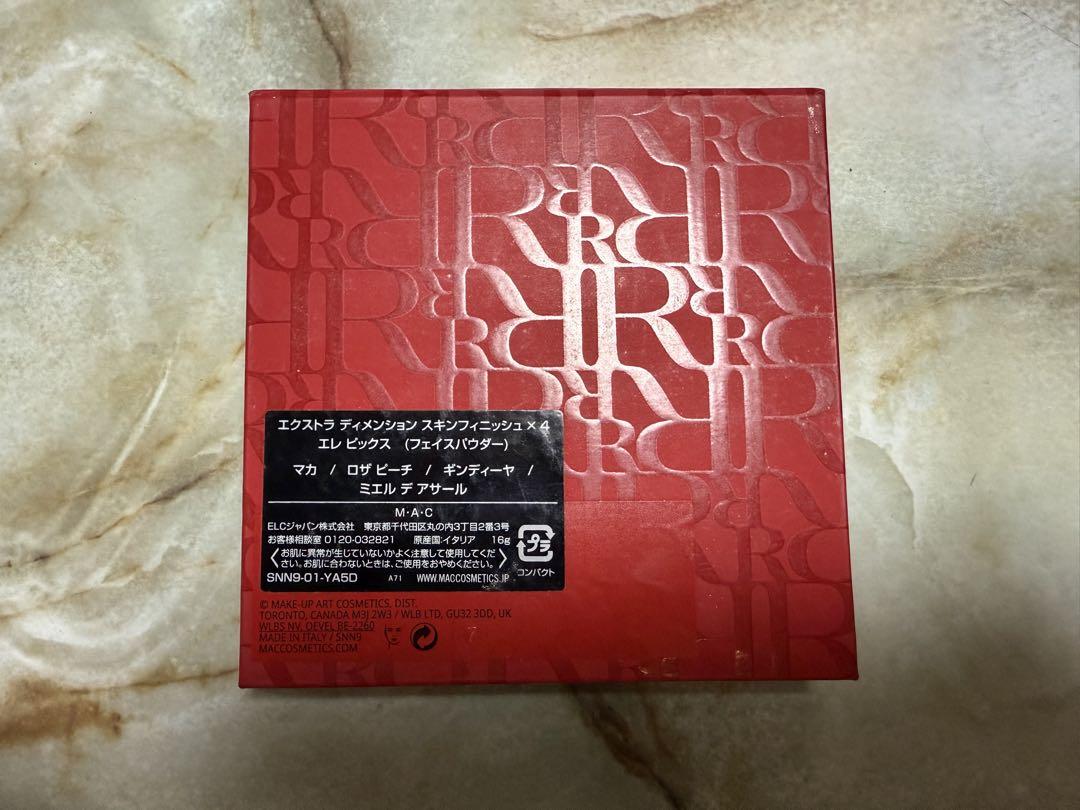 エクストラ ディメンション スキンフィニッシュ×4
エレ ピックス (フェイスパウダー)
マカ / ロザ ピーチ / ギンディーヤ /
ミエル デ アサール
M・A・C
ELCジャパン株式会社 東京都千代田区丸の内3丁目2番3号
お客様相談室 0120-032821 原産国:イタリア 16g
〈お肌に異常が生じていないかよく注意して使用してくだ
さい。お肌に合わないときは、ご使用をおやめください。〉
プラ
コンパクト
SNN9-01-YA5D A71 WWW.MACCOSMETICS.JP
© MAKE-UP ART COSMETICS, DIST.
TORONTO, CANADA M3J 2W3 / WLB LTD, GU32 3DD, UK
WLBS NV, OEVEL BE-2260
MADE IN ITALY / SNN9
MACCOSMETICS.COM